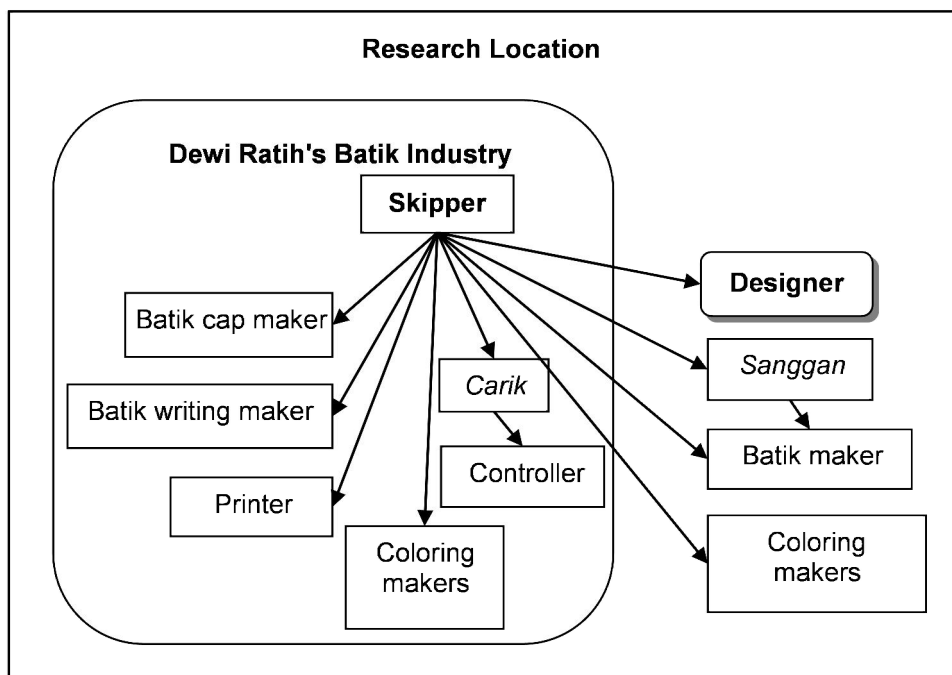 Research Location
Dewi Ratih's Batik Industry
Skipper
Designer
Batik cap maker
Carik
Sanggan
Batik writing maker
Controller
Batik maker
Printer
Coloring
makers
Coloring
makers